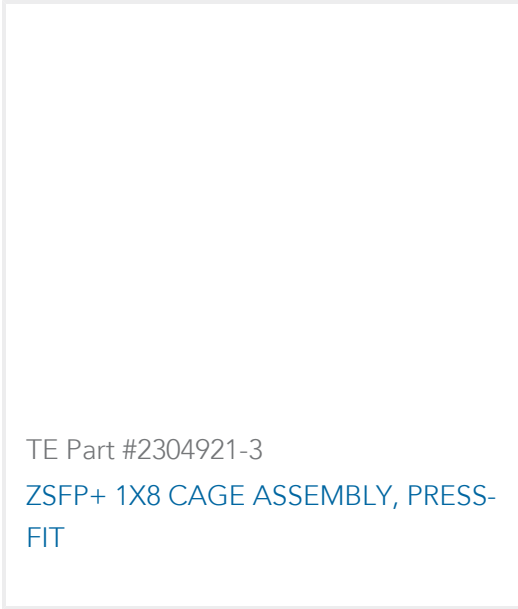 TE Part #2304921-3
ZSFP+ 1X8 CAGE ASSEMBLY, PRESS-
FIT